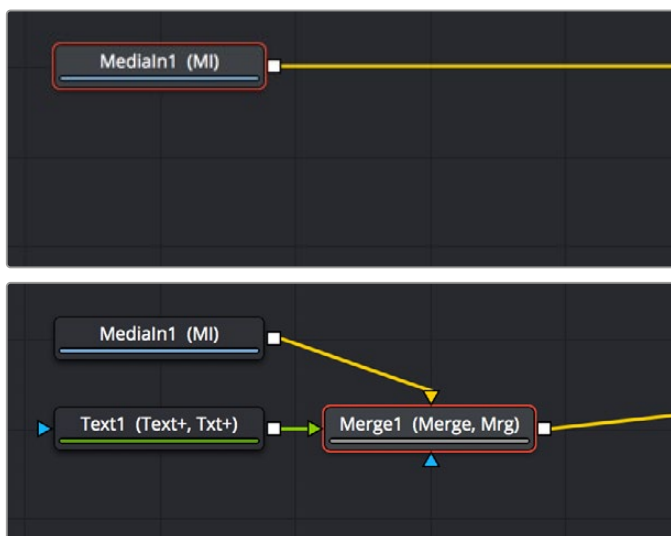 MediaIn1 (MI)
MediaIn1 (MI)
Text1 (Text+, Txt+)
Merge1 (Merge, Mrg)